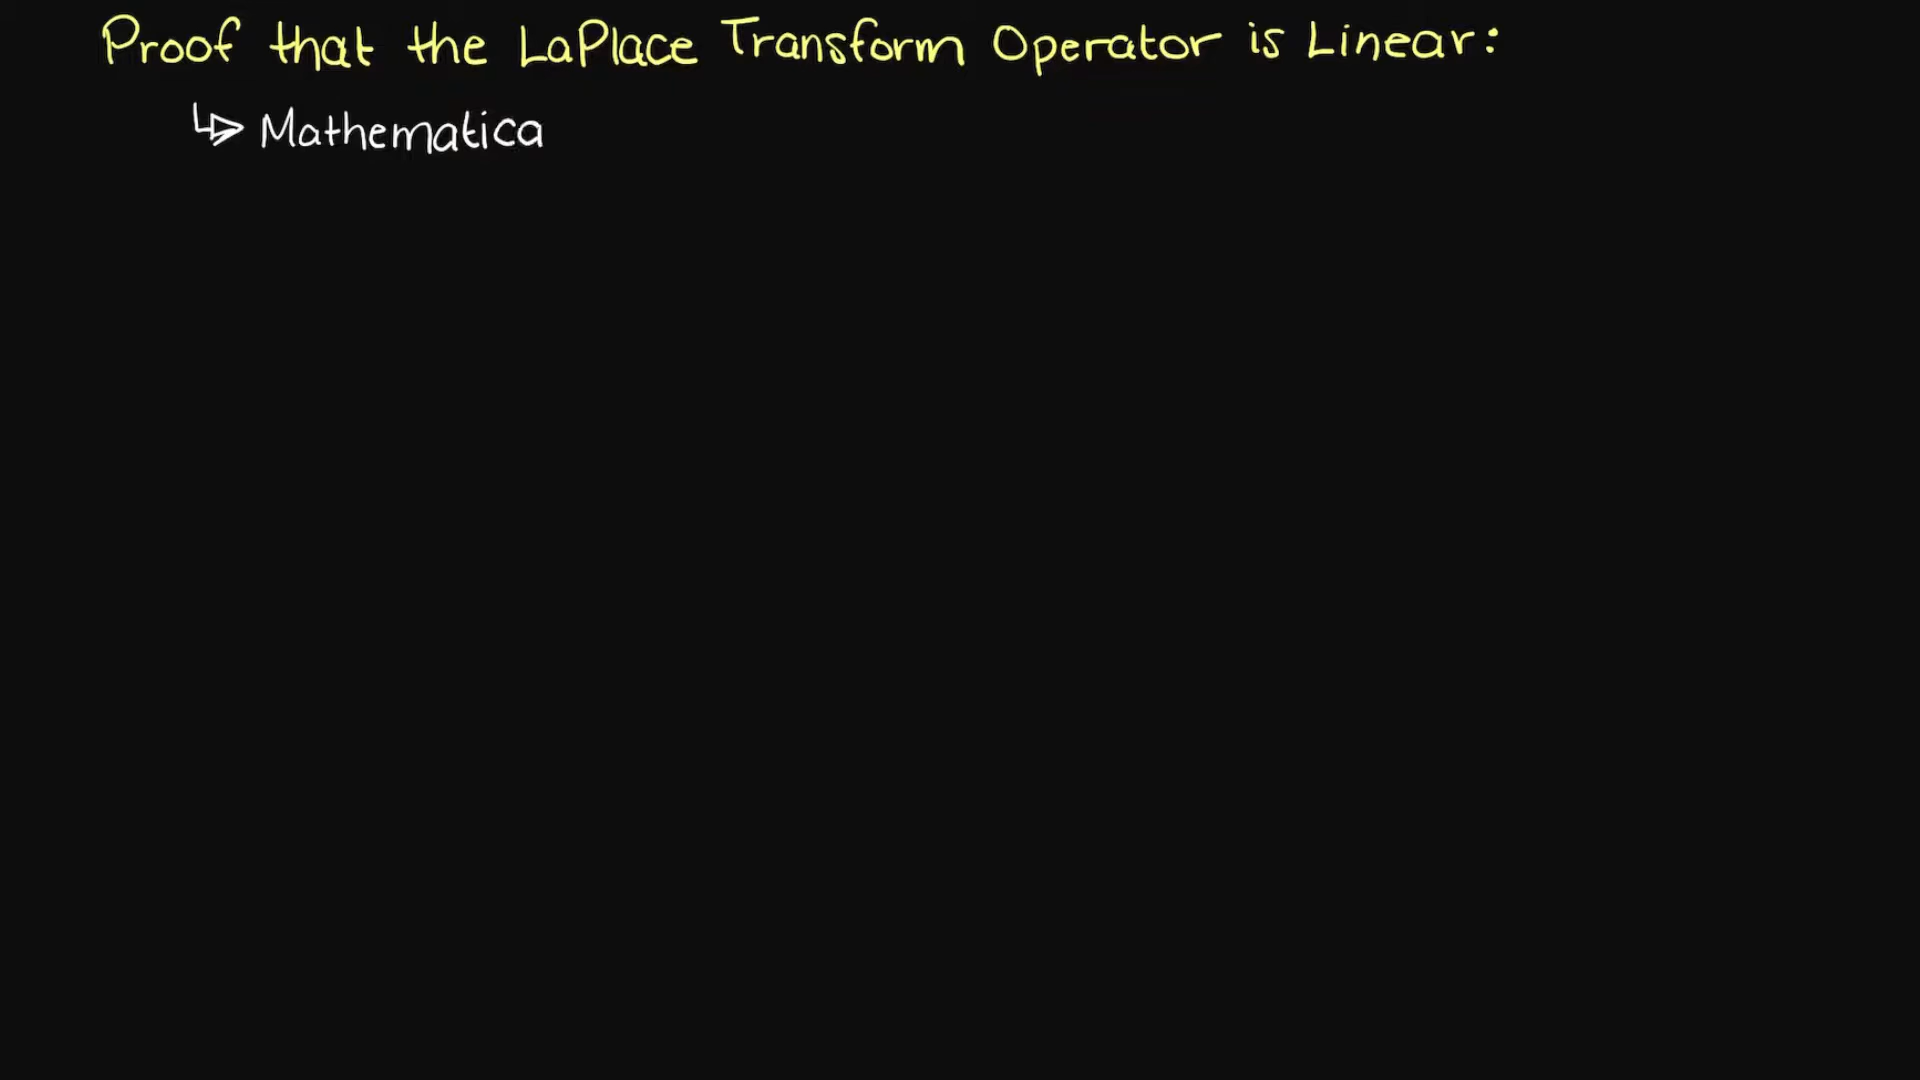 Proof that the LaPlace Transform Operator is Linear:
↳ Mathematica